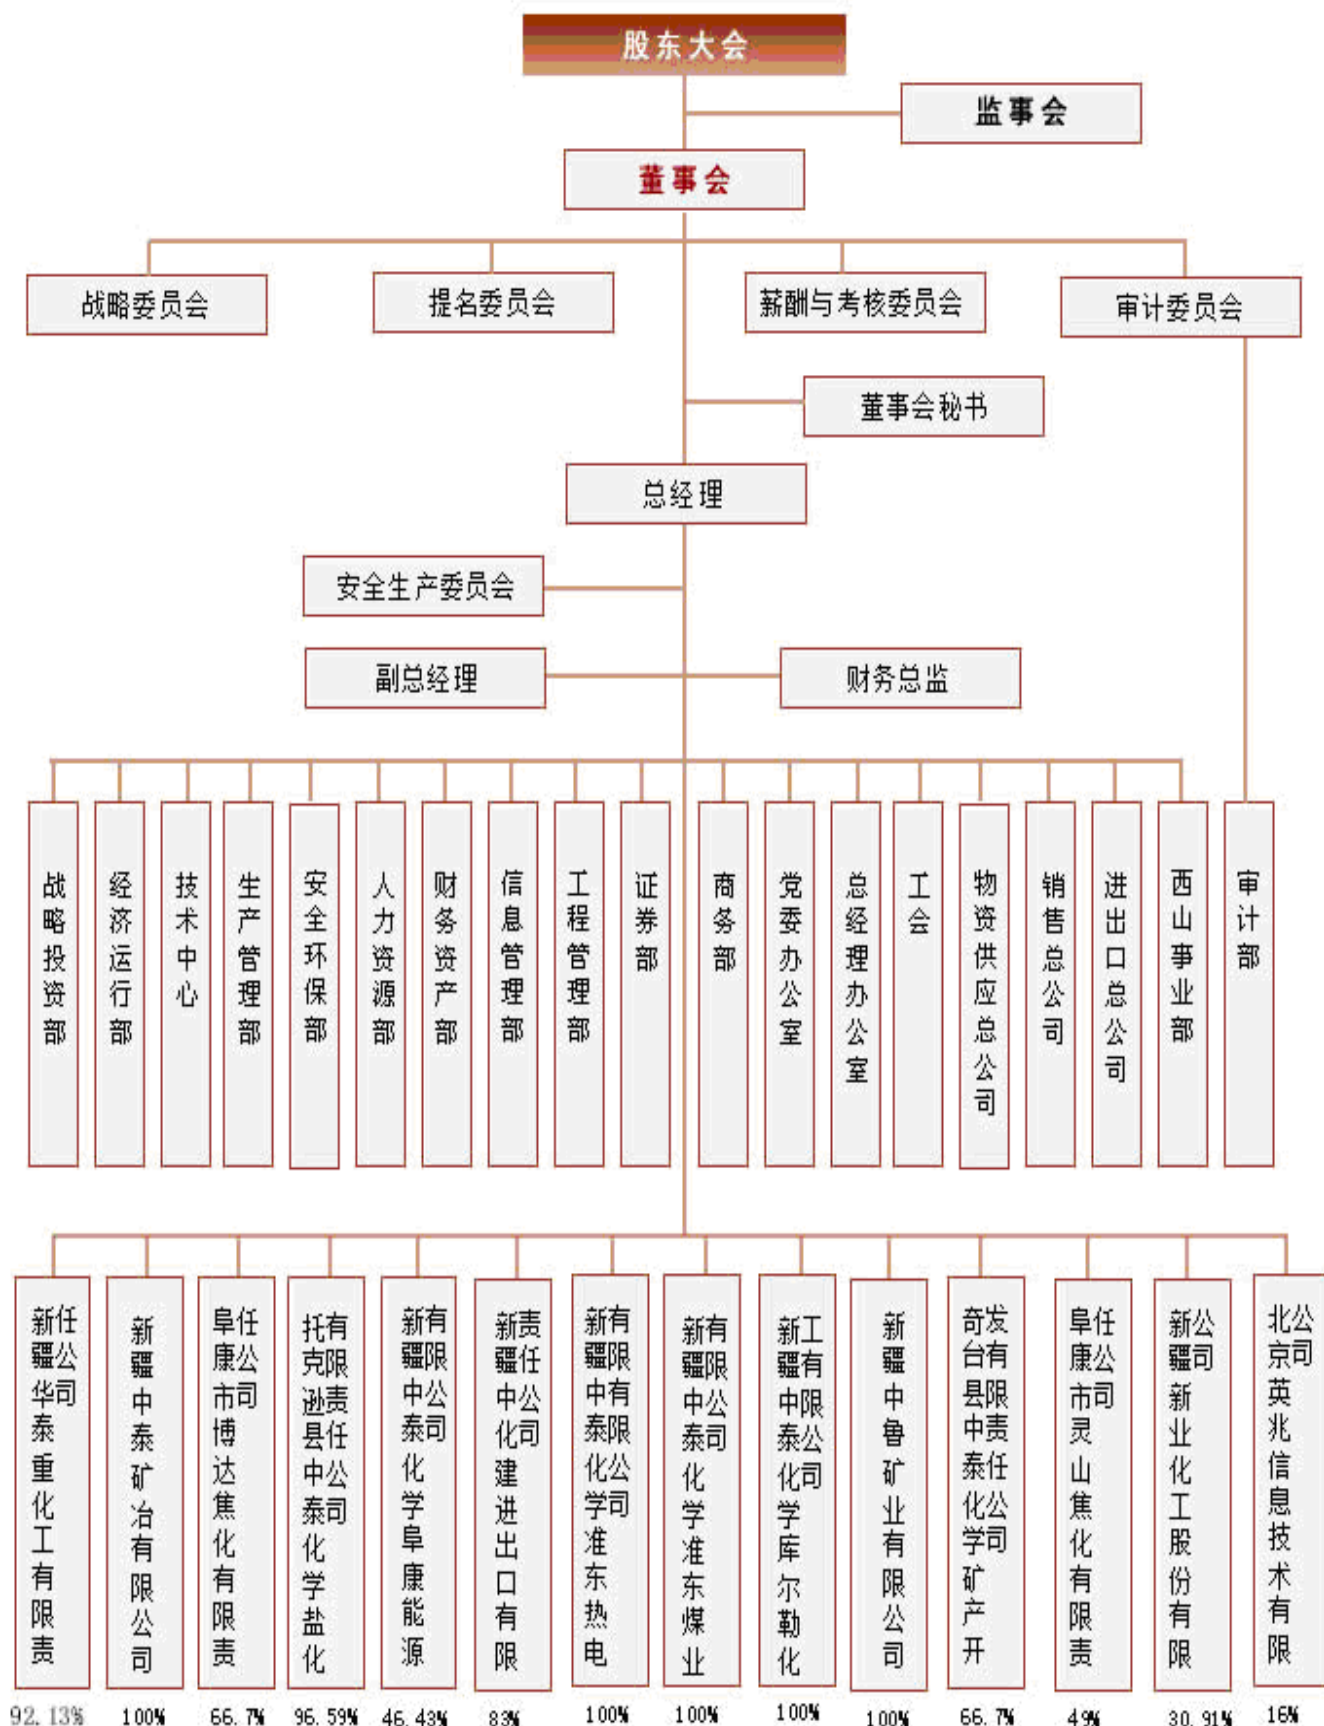 股东大会
监事会
董事会
战略委员会
提名委员会
薪酬与考核委员会
审计委员会
董事会秘书
总经理
安全生产委员会
副总经理
财务总监
战略投资部
经济运行部
技术中心
生产管理部
安全环保部
人力资源部
财务资产部
信息管理部
工程管理部
证券部
商务部
党委办公室
总经理办公室
工会
物资供应总公司
销售总公司
进出口总公司
西山事业部
审计部
新疆华泰重化工有限责
任公司
新疆中泰矿冶有限公司
阜康市博达焦化有限责
任公司
托克逊县中泰化学盐化
有限责任公司
新疆中泰化学阜康能源
有限公司
新疆中化建进出口有限
责任公司
新疆中泰化学准东热电
有限有限公司
新疆中泰化学准东煤业
有限公司
新疆中泰化学库尔勒化
工有限公司
新疆中鲁矿业有限公司
奇台县中泰化学矿产开
发有限责任公司
阜康市灵山焦化有限责
任公司
新疆新业化工股份有限
公司
北京英兆信息技术有限
公司
92.13%
100%
66.7%
96.59%
46.43%
83%
100%
100%
100%
100%
66.7%
49%
30.91%
16%